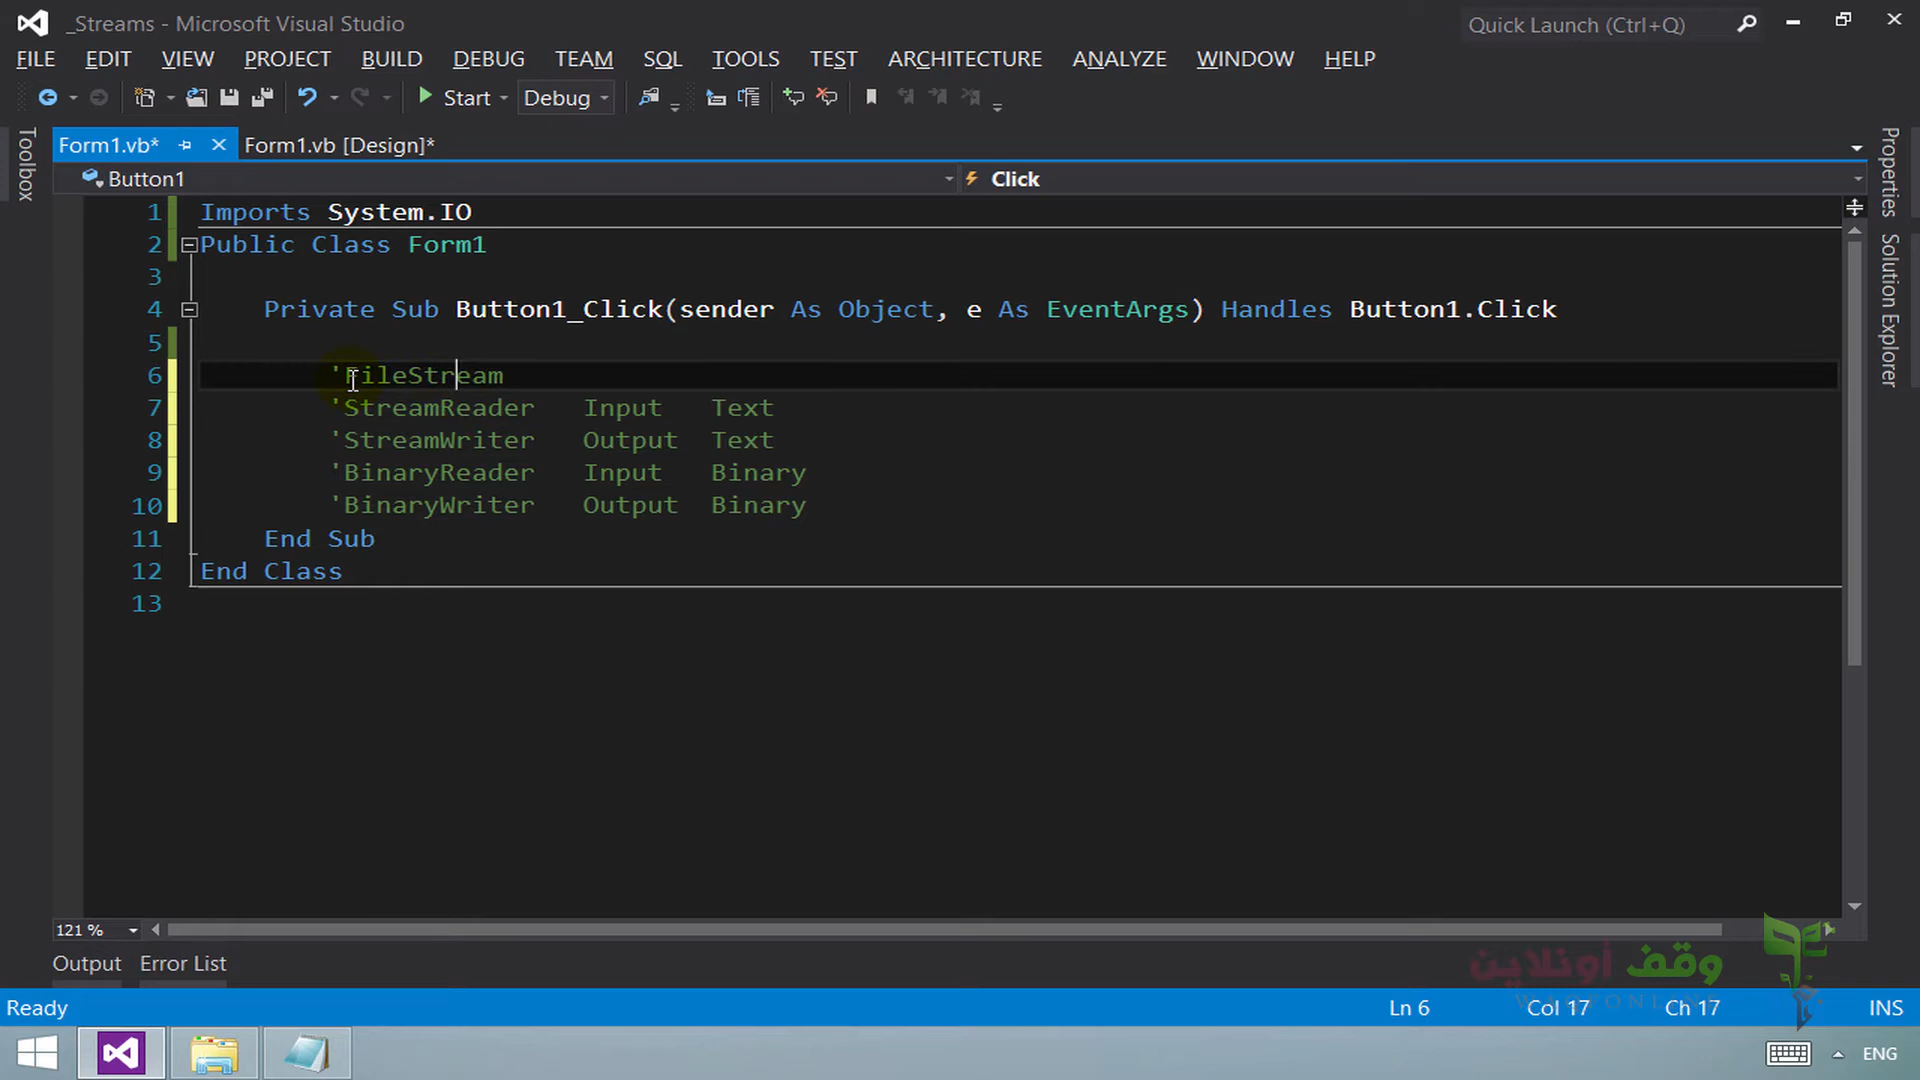 _Streams - Microsoft Visual Studio
Quick Launch (Ctrl+Q)
FILE EDIT VIEW PROJECT BUILD DEBUG TEAM SQL TOOLS TEST ARCHITECTURE ANALYZE WINDOW HELP
Start Debug
Toolbox
Form1.vb* Form1.vb [Design]*
Properties
Solution Explorer
Button1 Click
1 Imports System.IO
2 Public Class Form1
3
4 Private Sub Button1_Click(sender As Object, e As EventArgs) Handles Button1.Click
5
6 'FileStream
7 'StreamReader Input Text
8 'StreamWriter Output Text
9 'BinaryReader Input Binary
10 'BinaryWriter Output Binary
11 End Sub
12 End Class
13
121 %
وقف أونلاين
Output Error List
Ready Ln 6 Col 17 Ch 17 INS
ENG